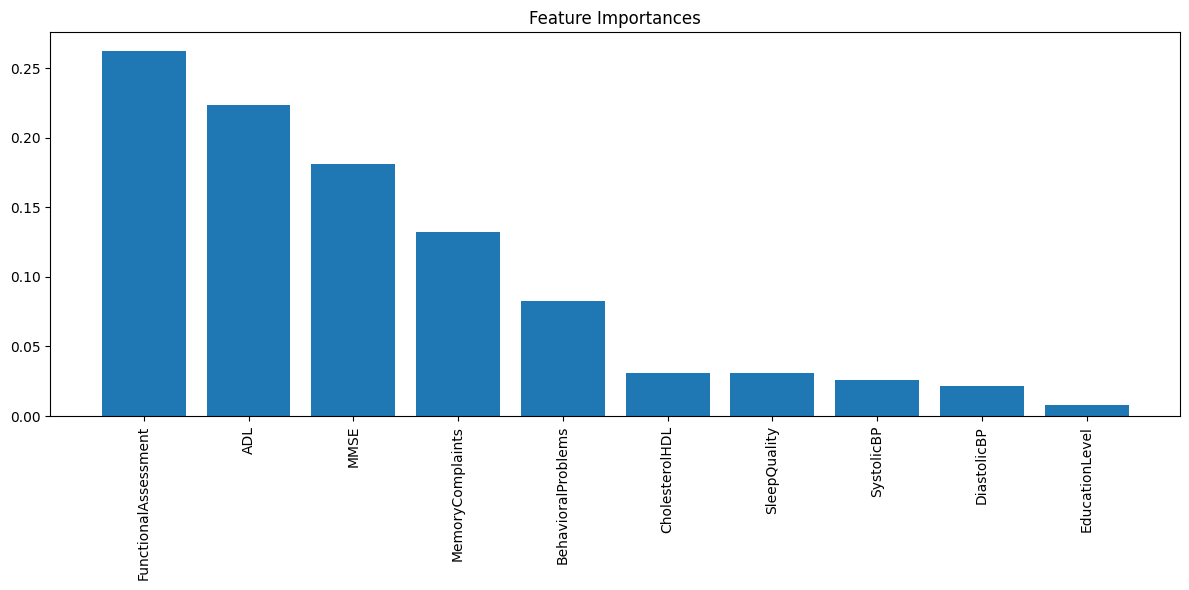 Feature Importances
0.25
0.20
0.15
0.10
0.05
0.00
FunctionalAssessment
ADL
MMSE
MemoryComplaints
BehavioralProblems
CholesterolHDL
SleepQuality
SystolicBP
DiastolicBP
EducationLevel